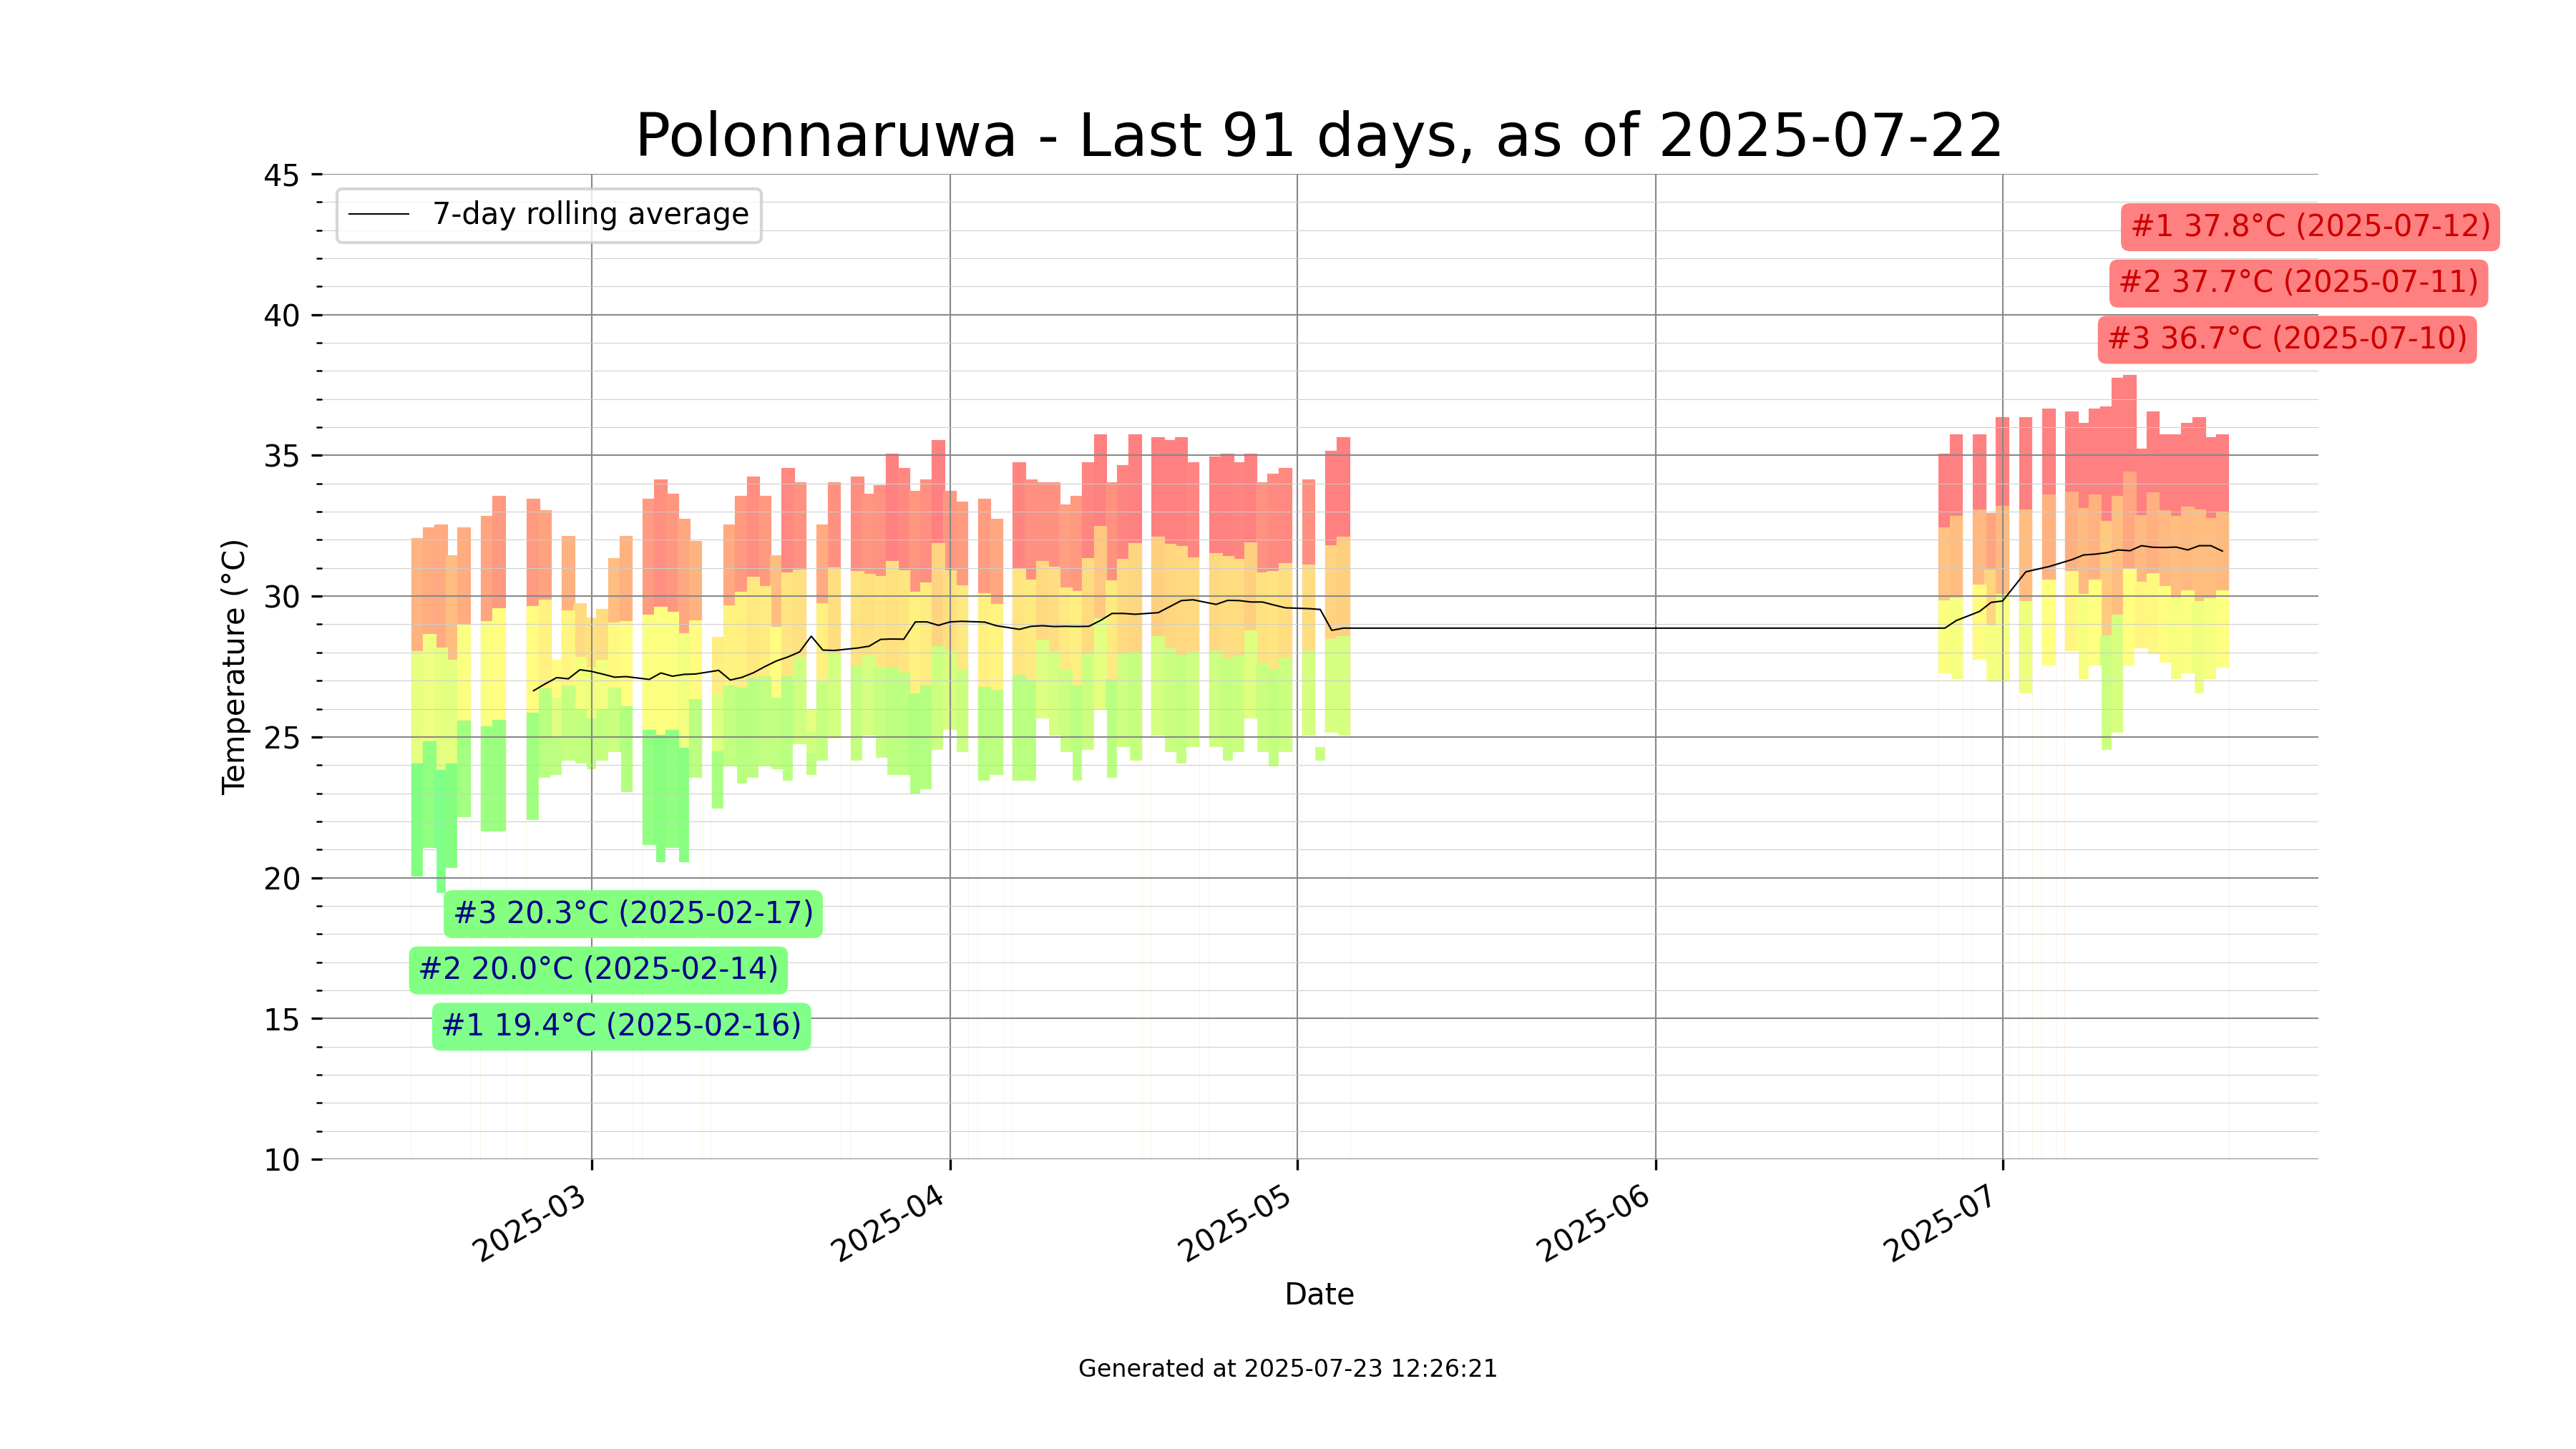 Polonnaruwa - Last 91 days, as of 2025-07-22
45
7-day rolling average
#1 37.8°C (2025-07-12)
#2 37.7°C (2025-07-11)
40
#3 36.7°C (2025-07-10)
35
30
Temperature (°C)
25
20
#3 20.3°C (2025-02-17)
#2 20.0°C (2025-02-14)
15
#1 19.4°C (2025-02-16)
10
2025-03
2025-04
2025-05
2025-06
2025-07
Date
Generated at 2025-07-23 12:26:21